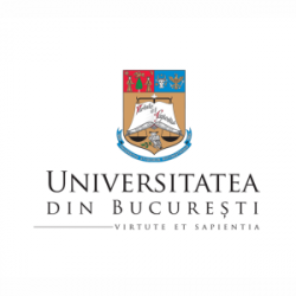 UNIVERSITATEA
DIN BUCUREȘTI
VIRTUTE ET SAPIENTIA